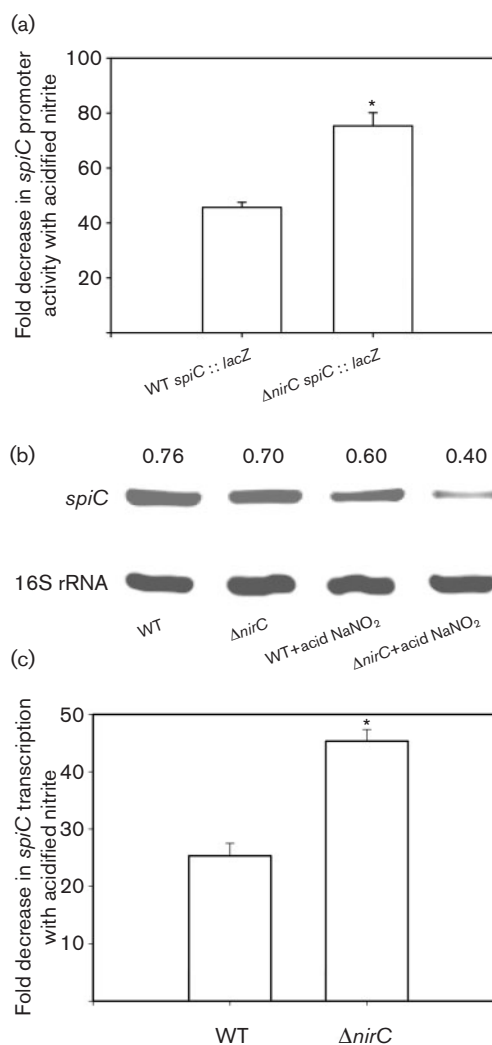 (a)
Fold decrease in spiC promoter
activity with acidified nitrite
100
80
60
40
20
*
WT spiC :: lacZ
ΔnirC spiC :: lacZ
(b)
0.76 0.70 0.60 0.40
spiC
16S rRNA
WT
ΔnirC
WT+acid NaNO₂
ΔnirC+acid NaNO₂
(c)
Fold decrease in spiC transcription
with acidified nitrite
50
40
30
20
10
*
WT ΔnirC